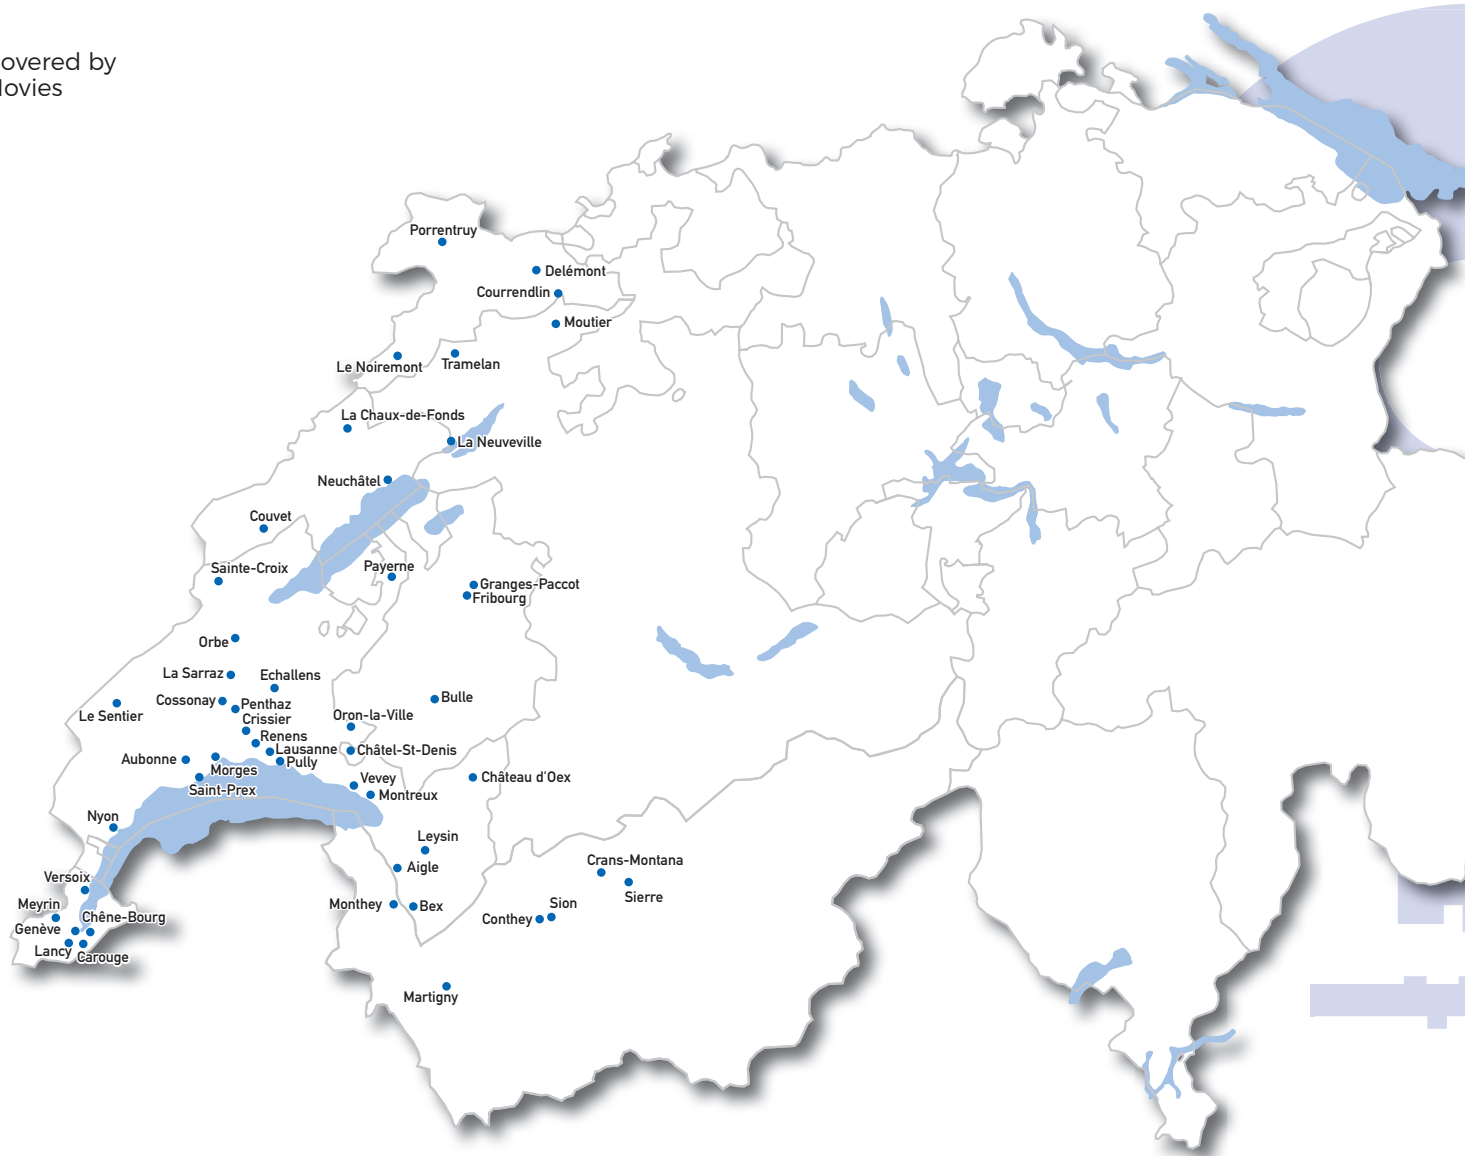 overed by
Movies
Porrentruy
Delémont
Courrendlin
Moutier
Le Noiremont
Tramelan
La Chaux-de-Fonds
La Neuveville
Neuchâtel
Couvet
Sainte-Croix
Payerne
Granges-Paccot
Fribourg
Orbe
La Sarraz
Echallens
Cossonay
Penthaz
Le Sentier
Crissier
Oron-la-Ville
Bulle
Renens
Lausanne
Châtel-St-Denis
Aubonne
Pully
Morges
Vevey
Château d'Oex
Saint-Prex
Montreux
Nyon
Leysin
Crans-Montana
Aigle
Versoix
Sierre
Meyrin
Monthey
Bex
Sion
Chêne-Bourg
Conthey
Genève
Lancy
Carouge
Martigny